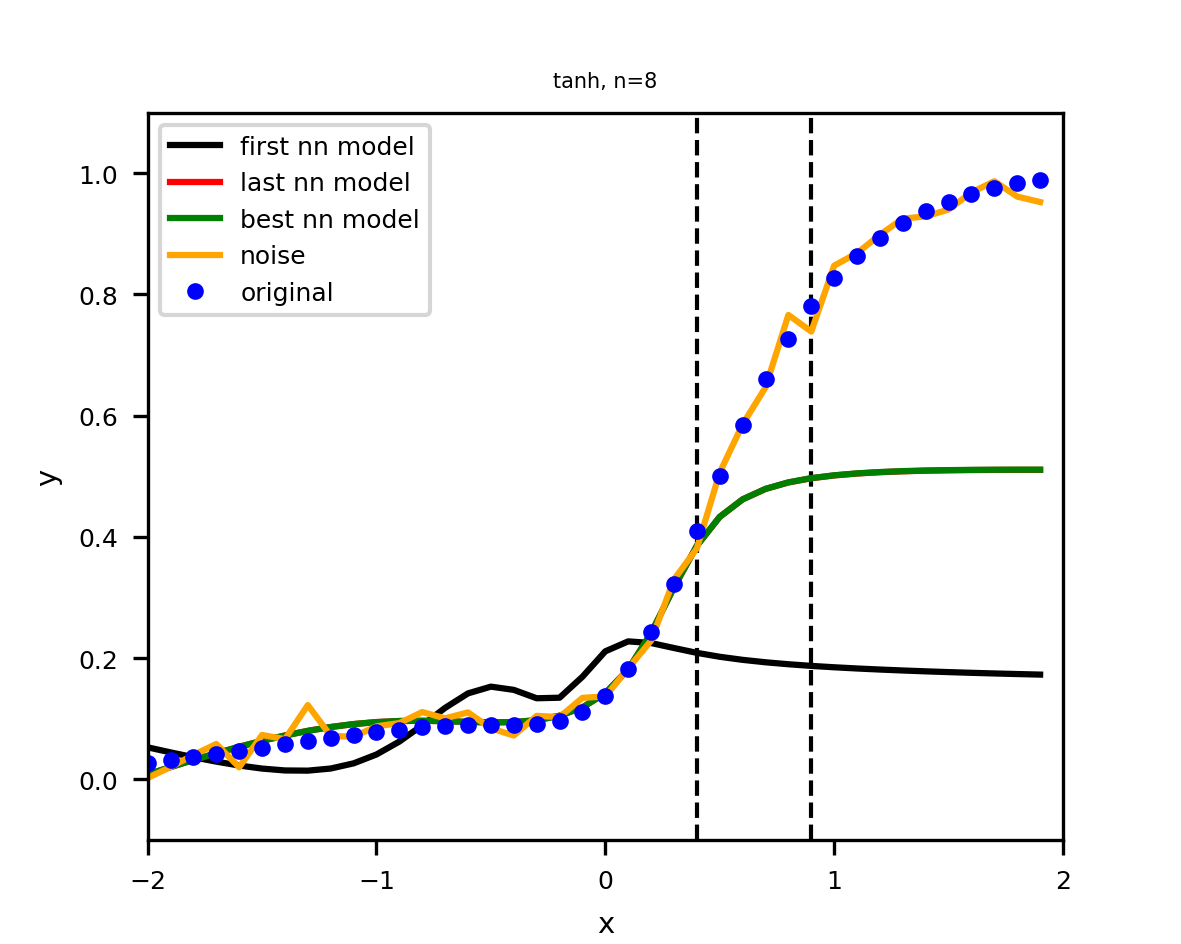 tanh, n=8
first nn model
last nn model
best nn model
noise
original
y
1.0
0.8
0.6
0.4
0.2
0.0
−2
−1
0
1
2
x